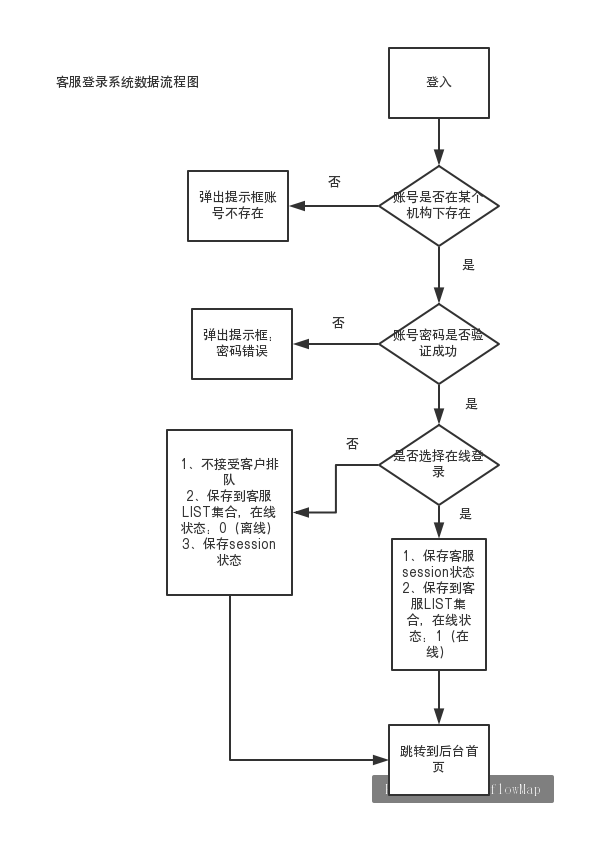 客服登录系统数据流程图
登入
否
账号是否在某个
机构下存在
弹出提示框账
号不存在
是
否
账号密码是否验
证成功
弹出提示框；
密码错误
是
否
是否选择在线登
录
1、不接受客户排
队
2、保存到客服
LIST集合，在线
状态：0（离线）
3、保存session
状态
是
1、保存客服
session状态
2、保存到客
服LIST集
合，在线状
态：1（在
线）
跳转到后台首
页